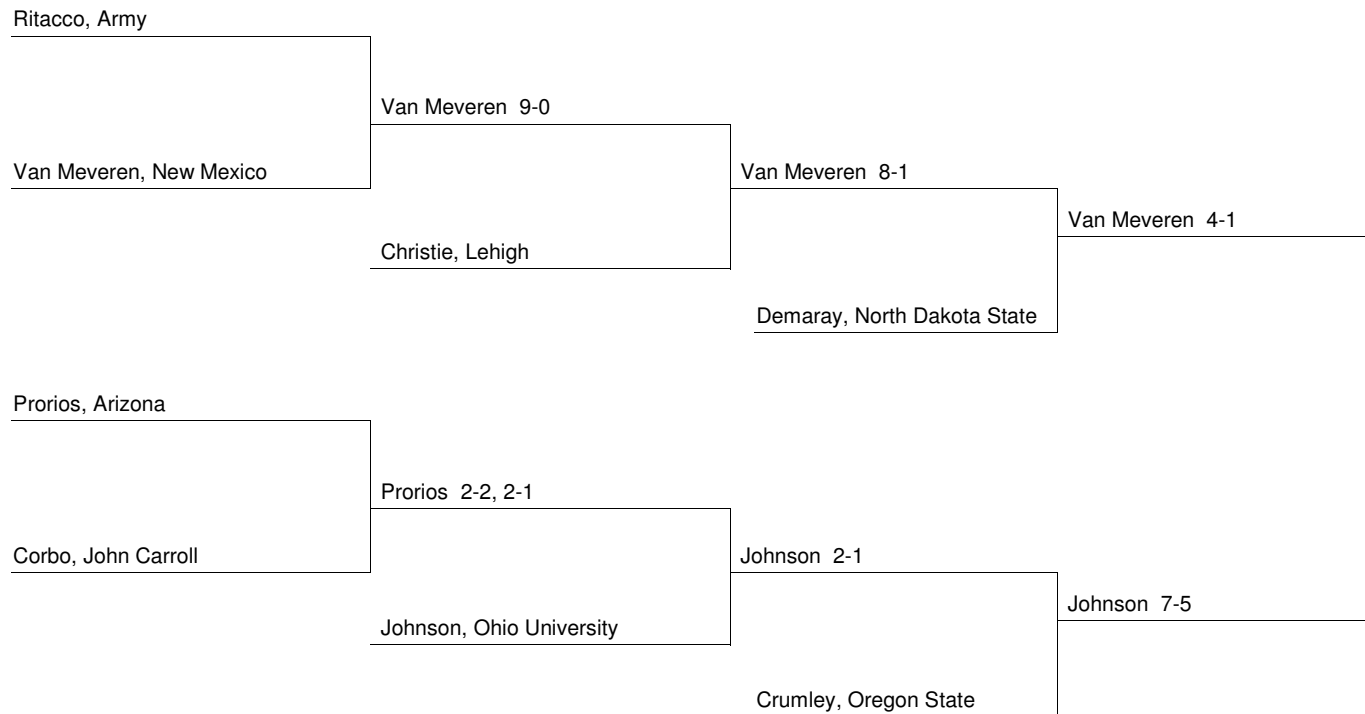 Ritacco, Army
Van Meveren  9-0
Van Meveren, New Mexico
Van Meveren  8-1
Van Meveren  4-1
Christie, Lehigh
Demaray, North Dakota State
Prorios, Arizona
Prorios  2-2, 2-1
Corbo, John Carroll
Johnson  2-1
Johnson  7-5
Johnson, Ohio University
Crumley, Oregon State